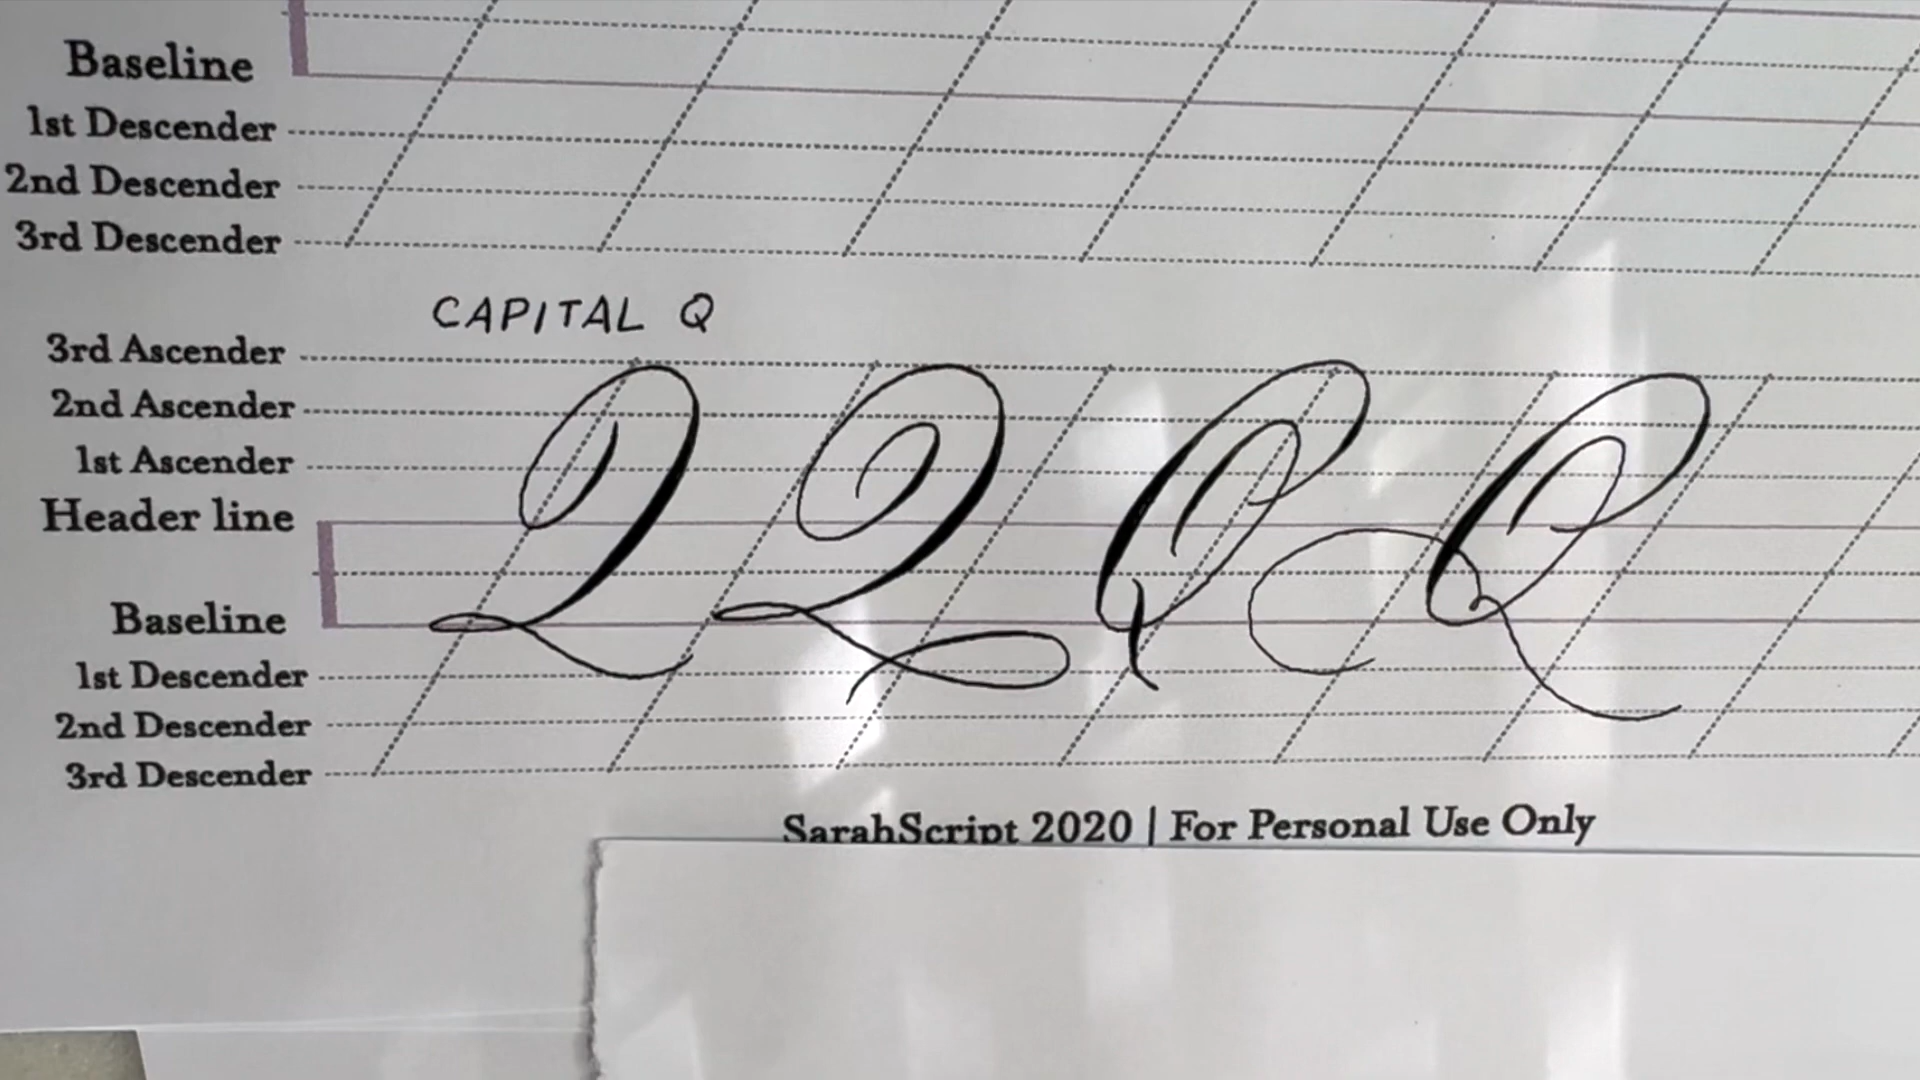 Baseline
1st Descender
2nd Descender
3rd Descender
CAPITAL Q
3rd Ascender
2nd Ascender
1st Ascender
Header line
Baseline
1st Descender
2nd Descender
3rd Descender
Q Q Q Q
SarahScript 2020 | For Personal Use Only